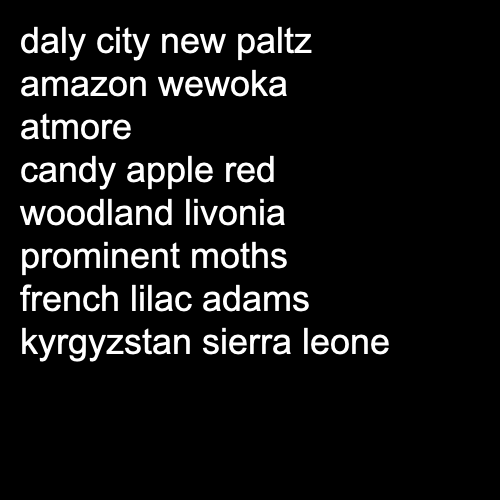 daly city new paltz
amazon wewoka
atmore
candy apple red
woodland livonia
prominent moths
french lilac adams
kyrgyzstan sierra leone